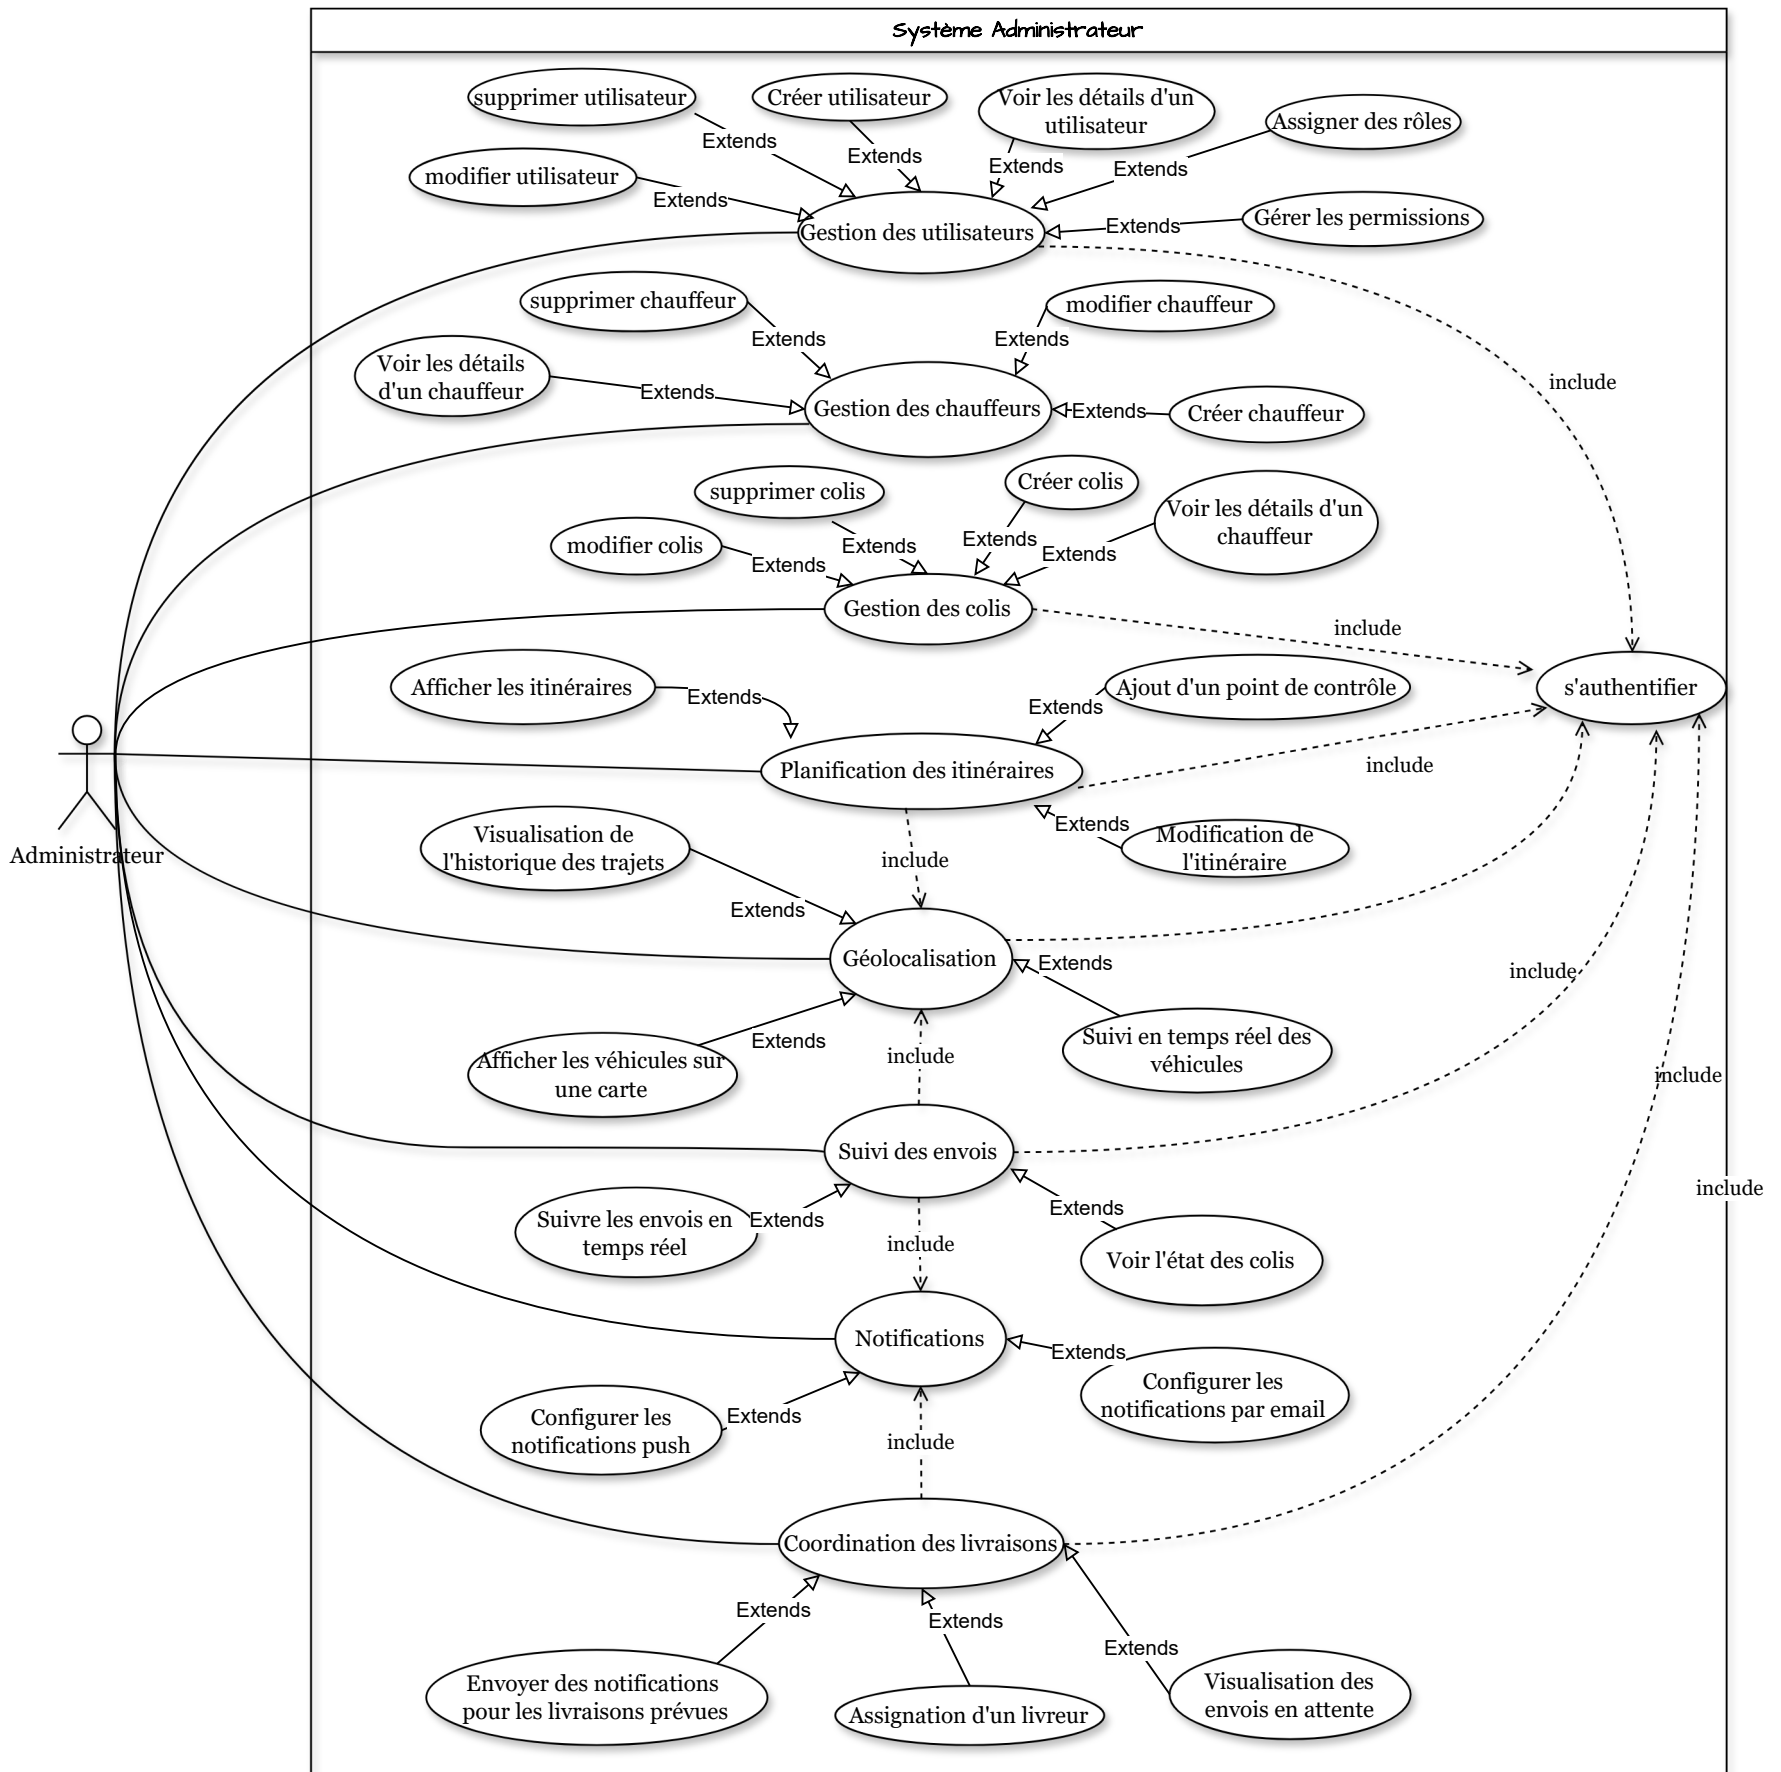 Système Administrateur
supprimer utilisateur
Créer utilisateur
Voir les détails d'un
utilisateur
Assigner des rôles
Extends
Extends
Extends
Extends
modifier utilisateur
Extends
Gérer les permissions
Extends
Gestion des utilisateurs
supprimer chauffeur
modifier chauffeur
Extends
Extends
Voir les détails
d'un chauffeur
include
Extends
Gestion des chauffeurs
Extends
Créer chauffeur
supprimer colis
Créer colis
Voir les détails d'un
chauffeur
modifier colis
Extends
Extends
Extends
Extends
Gestion des colis
include
Afficher les itinéraires
Extends
Ajout d'un point de contrôle
Extends
s'authentifier
Planification des itinéraires
include
Administrateur
Visualisation de
l'historique des trajets
include
Extends
Modification de
l'itinéraire
Extends
Géolocalisation
Extends
include
Extends
Afficher les véhicules sur
une carte
include
Suivi en temps réel des
véhicules
include
Suivi des envois
include
Suivre les envois en
temps réel
Extends
Extends
include
Voir l'état des colis
Notifications
Extends
Configurer les
notifications par email
Configurer les
notifications push
Extends
include
Coordination des livraisons
Extends
Extends
Extends
Envoyer des notifications
pour les livraisons prévues
Assignation d'un livreur
Visualisation des
envois en attente